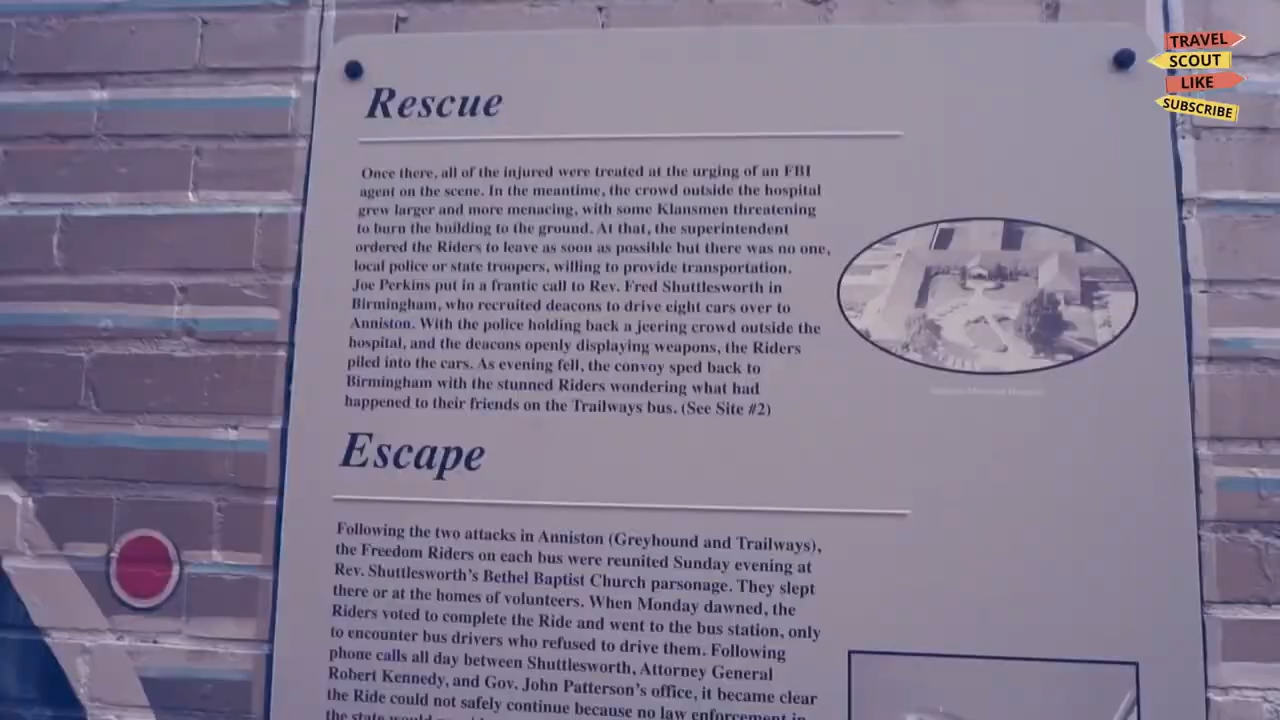 TRAVEL
SCOUT
LIKE
SUBSCRIBE
Rescue
Once there, all of the injured were treated at the urging of an FBI
agent on the scene. In the meantime, the crowd outside the hospital
grew larger and more menacing, with some Klansmen threatening
to burn the building to the ground. At that, the superintendent
ordered the Riders to leave as soon as possible but there was no one,
local police or state troopers, willing to provide transportation.
Joe Perkins put in a frantic call to Rev. Fred Shuttlesworth in
Birmingham, who recruited deacons to drive eight cars over to
Anniston. With the police holding back a jeering crowd outside the
hospital, and the deacons openly displaying weapons, the Riders
piled into the cars. As evening fell, the convoy sped back to
Birmingham with the stunned Riders wondering what had
happened to their friends on the Trailways bus. (See Site #2)
Escape
Following the two attacks in Anniston (Greyhound and Trailways),
the Freedom Riders on each bus were reunited Sunday evening at
Rev. Shuttlesworth's Bethel Baptist Church parsonage. They slept
there or at the homes of volunteers. When Monday dawned, the
Riders voted to complete the Ride and went to the bus station, only
to encounter bus drivers who refused to drive them. Following
phone calls all day between Shuttlesworth, Attorney General
Robert Kennedy, and Gov. John Patterson's office, it became clear
the Ride could not safely continue because no law enforcement in
the state would